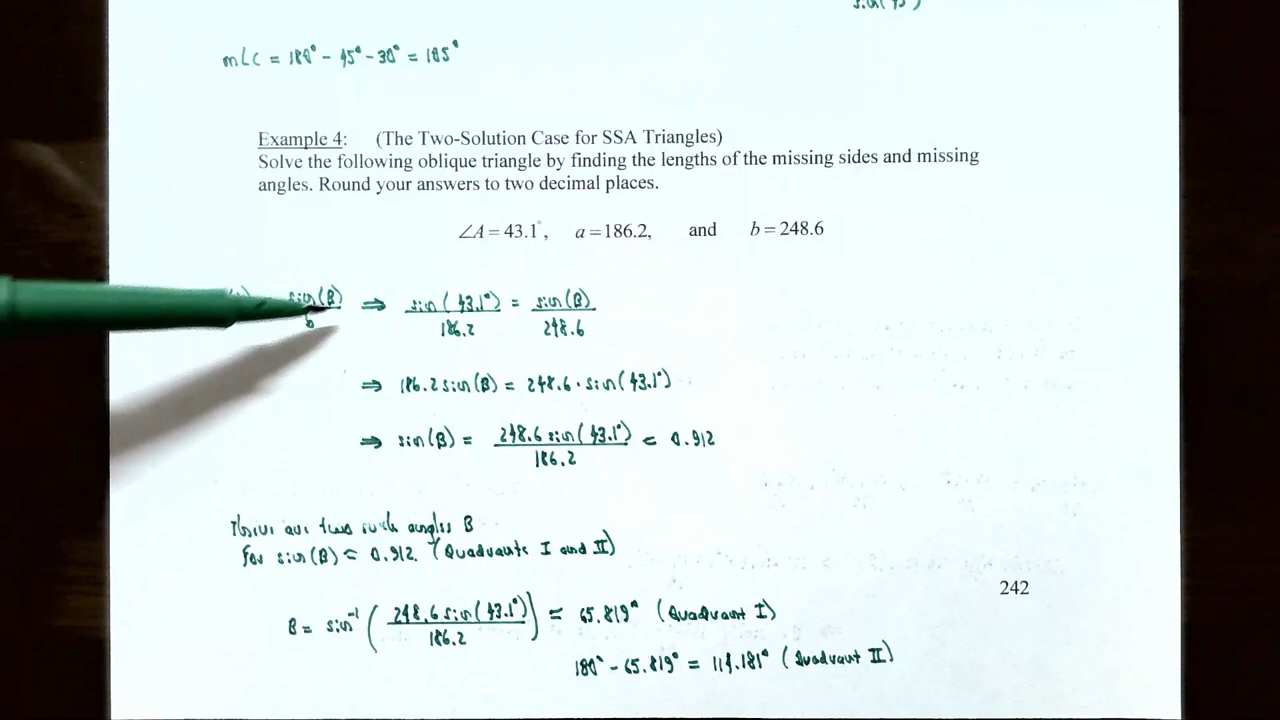 sin(45°)
m∠C = 180° - 45° - 30° = 105°
Example 4: (The Two-Solution Case for SSA Triangles)
Solve the following oblique triangle by finding the lengths of the missing sides and missing
angles. Round your answers to two decimal places.
∠A = 43.1°, a = 186.2, and b = 248.6
sin(B)/b ⇒ sin(43.1°)/186.2 = sin(B)/248.6
⇒ 186.2 sin(B) = 248.6 · sin(43.1°)
⇒ sin(B) = 248.6 sin(43.1°)/186.2 ≈ 0.912
There are two such angles B
for sin(B) ≈ 0.912. (Quadrants I and II)
242
B = sin⁻¹(248.6 sin(43.1°)/186.2) ≈ 65.819° (Quadrant I)
180° - 65.819° = 114.181° (Quadrant II)